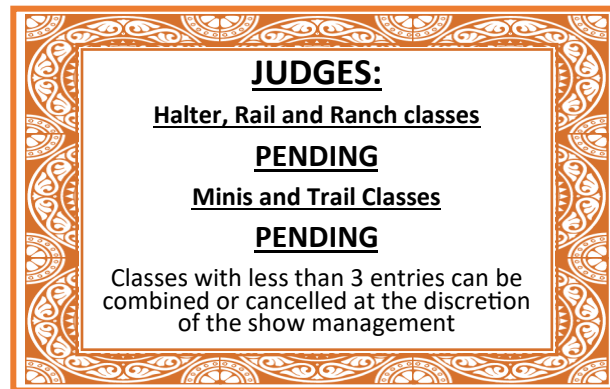 JUDGES:
Halter, Rail and Ranch classes
PENDING
Minis and Trail Classes
PENDING
Classes with less than 3 entries can be
combined or cancelled at the discretion
of the show management